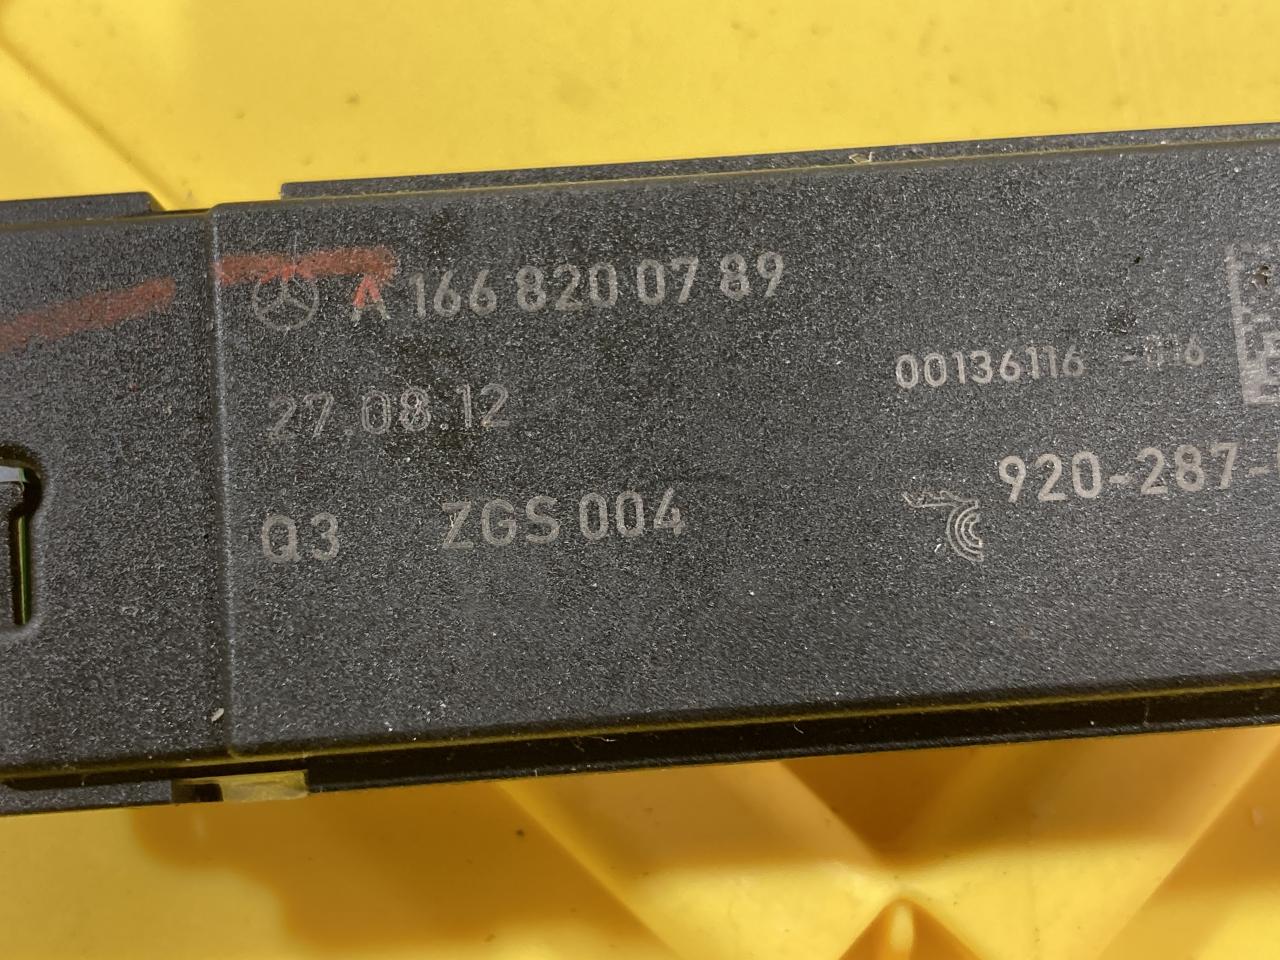 A 166 820 07 89
00136116
27.08.12
920-287-
Q3 ZGS 004